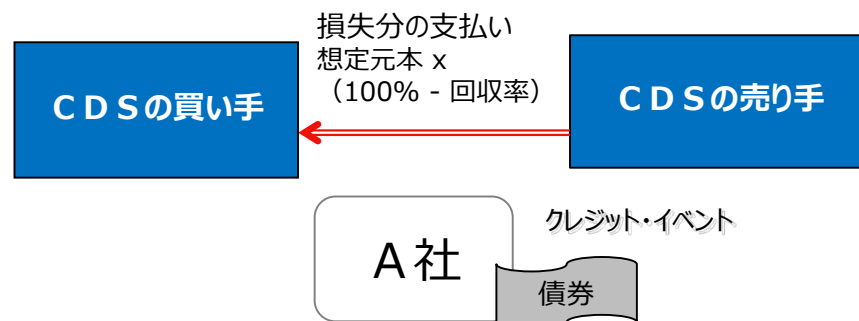 損失分の支払い
想定元本 x
（100% - 回収率）
ＣＤＳの買い手
ＣＤＳの売り手
クレジット・イベント
Ａ社
債券